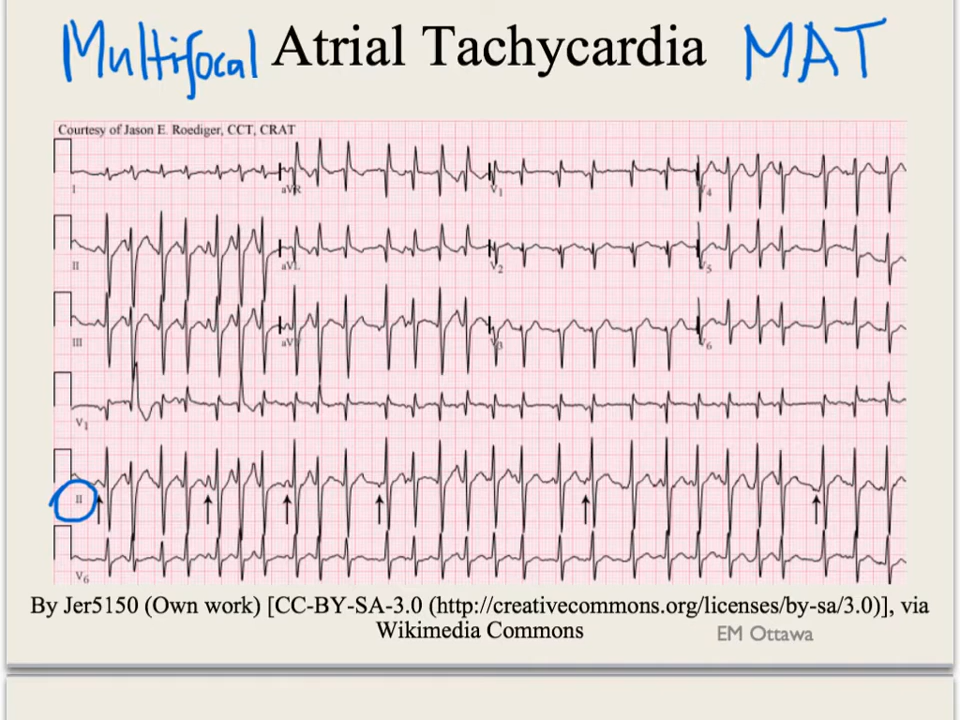 Multifocal Atrial Tachycardia MAT
Courtesy of Jason E. Roediger, CCT, CRAT
I aVR V1 V4
II aVL V2 V5
III aV V3 V6
V1
II
V6
By Jer5150 (Own work) [CC-BY-SA-3.0 (http://creativecommons.org/licenses/by-sa/3.0)], via
Wikimedia Commons
EM Ottawa